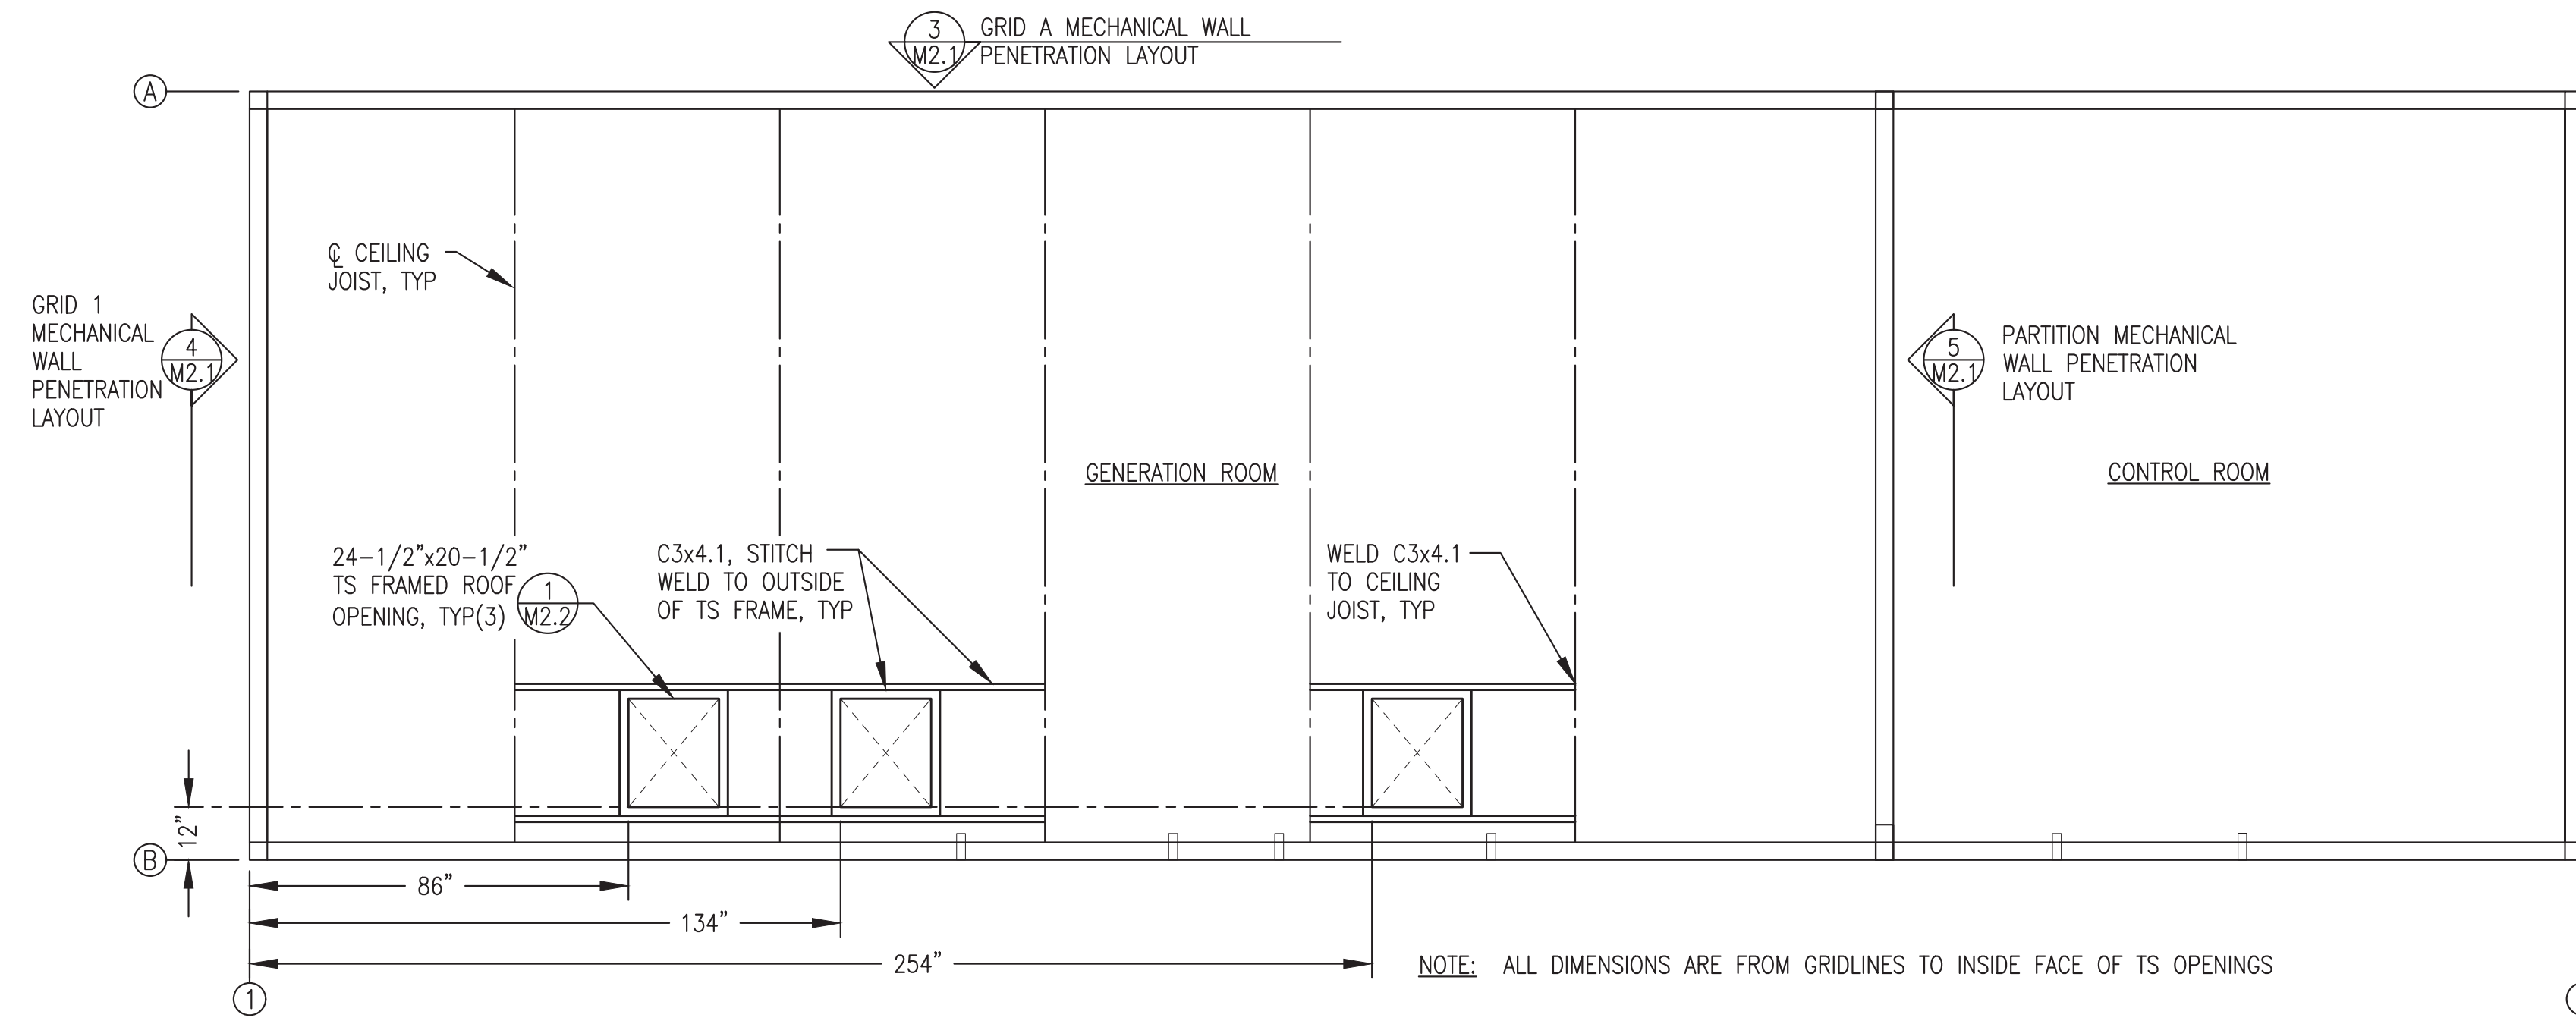 3
M2.1
GRID A MECHANICAL WALL
PENETRATION LAYOUT
A
℄ CEILING
JOIST, TYP
GRID 1
MECHANICAL
WALL
PENETRATION
LAYOUT
4
M2.1
5
M2.1
PARTITION MECHANICAL
WALL PENETRATION
LAYOUT
GENERATION ROOM
CONTROL ROOM
24-1/2"x20-1/2"
TS FRAMED ROOF
OPENING, TYP(3)
1
M2.2
C3x4.1, STITCH
WELD TO OUTSIDE
OF TS FRAME, TYP
WELD C3x4.1
TO CEILING
JOIST, TYP
12"
B
86"
134"
254"
NOTE: ALL DIMENSIONS ARE FROM GRIDLINES TO INSIDE FACE OF TS OPENINGS
1